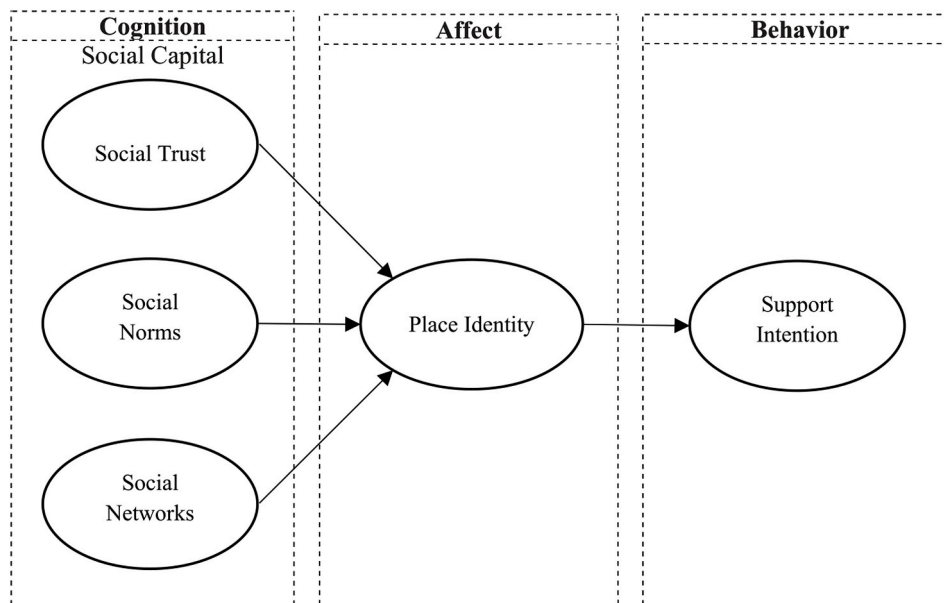 Cognition
Social Capital
Social Trust
Social
Norms
Social
Networks
Affect
Place Identity
Behavior
Support
Intention